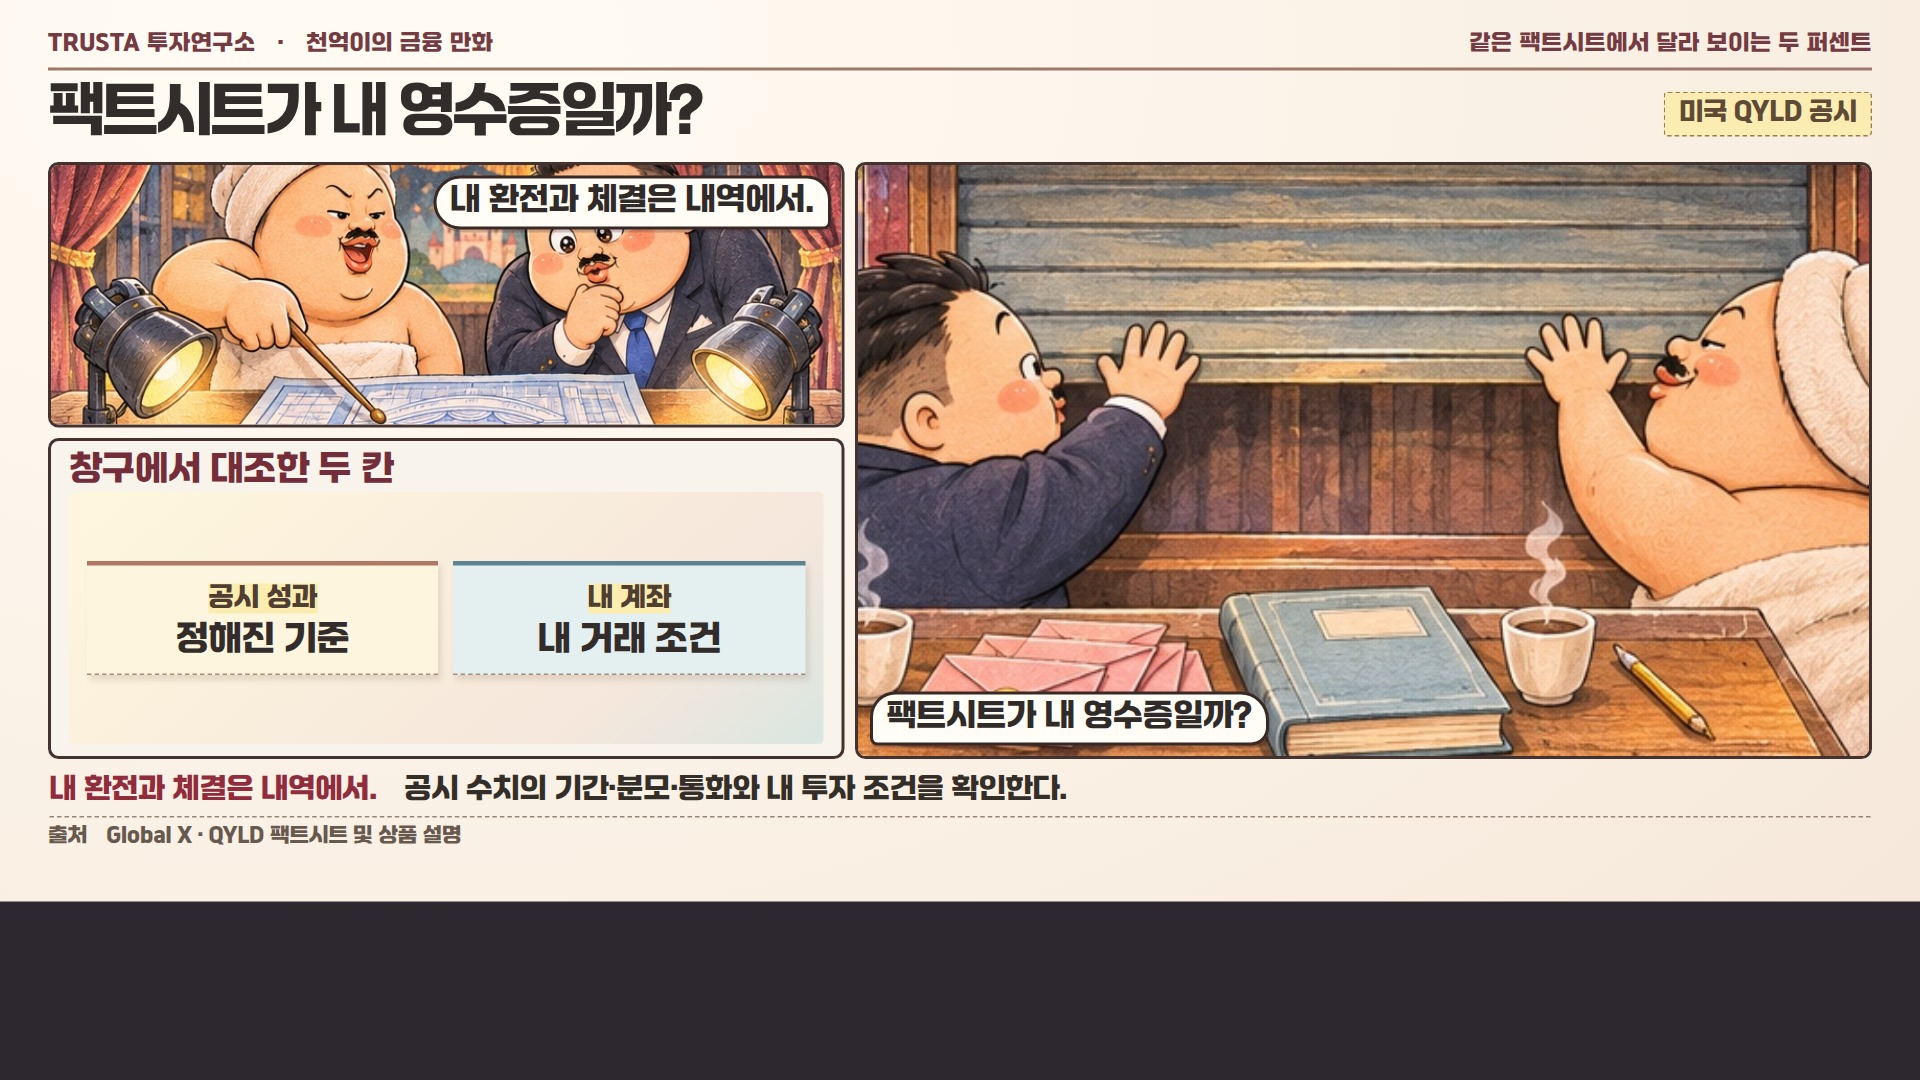 TRUSTA 투자연구소 · 천억이의 금융 만화
같은 팩트시트에서 달라 보이는 두 퍼센트
팩트시트가 내 영수증일까?
미국 QYLD 공시
내 환전과 체결은 내역에서.
창구에서 대조한 두 칸
공시 성과
정해진 기준
내 계좌
내 거래 조건
팩트시트가 내 영수증일까?
내 환전과 체결은 내역에서. 공시 수치의 기간·분모·통화와 내 투자 조건을 확인한다.
출처 Global X · QYLD 팩트시트 및 상품 설명